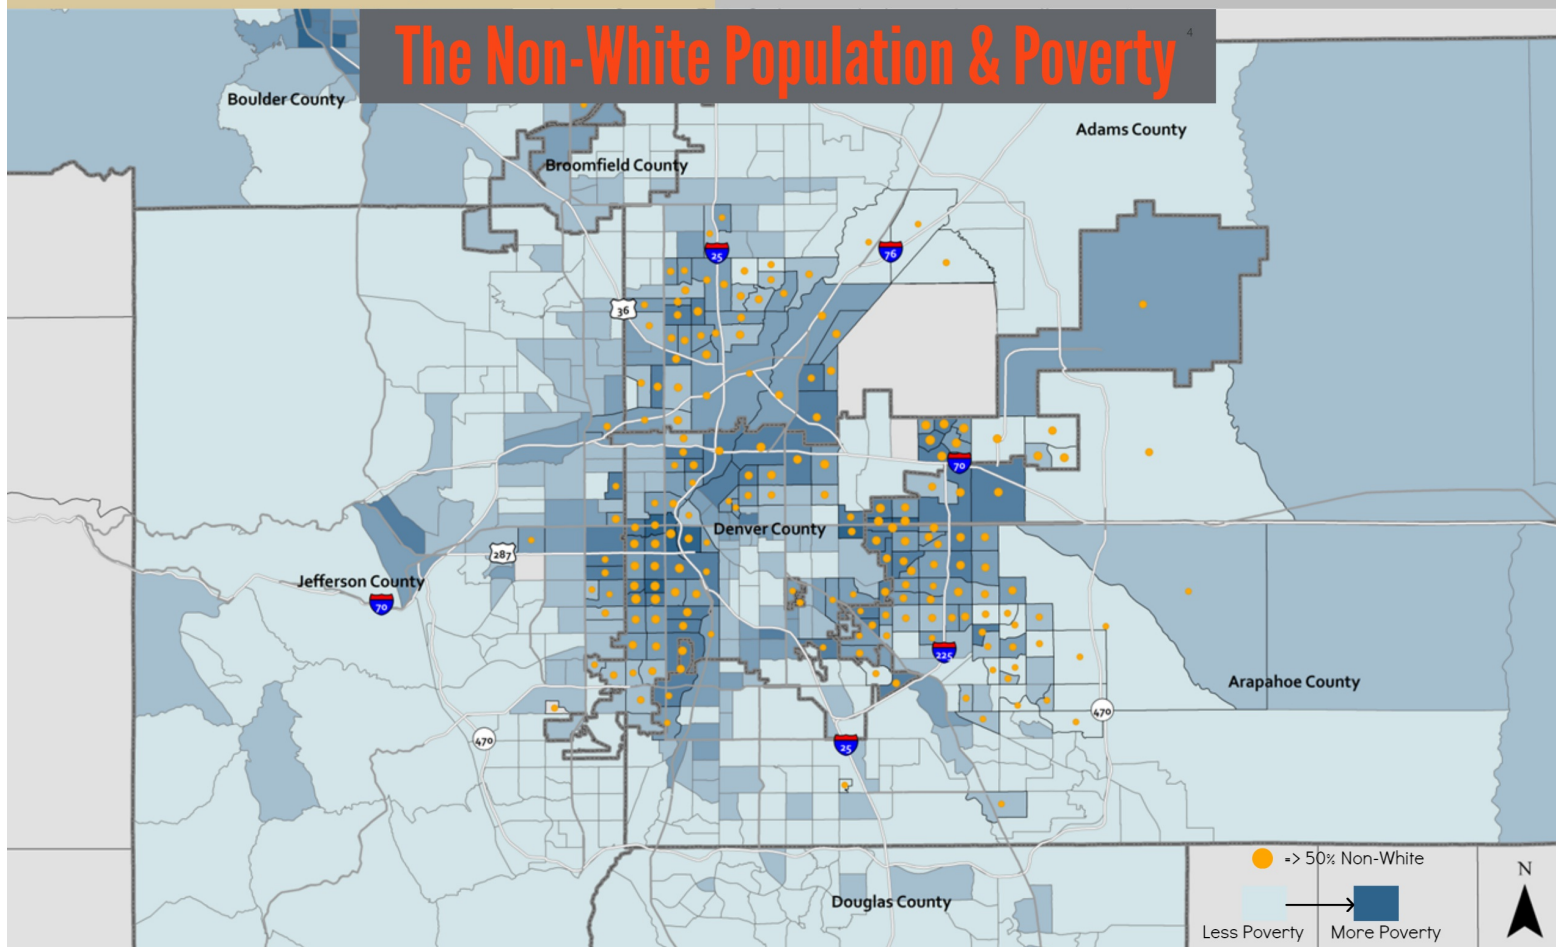 The Non-White Population & Poverty
4
Boulder County
Adams County
Broomfield County
25
76
36
70
Denver County
287
Jefferson County
70
225
Arapahoe County
470
470
25
=> 50% Non-White
N
Douglas County
Less Poverty
More Poverty